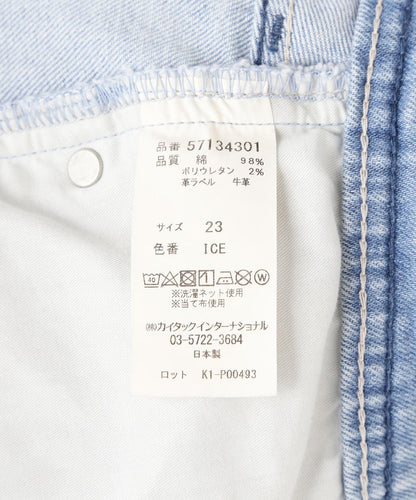 品番 57134301
品質 綿 98%
ポリウレタン 2%
革ラベル 牛革
サイズ 23
色番 ICE
40 W
※洗濯ネット使用
※当て布使用
㈱カイタックインターナショナル
03-5722-3684
日本製
ロット K1-P00493